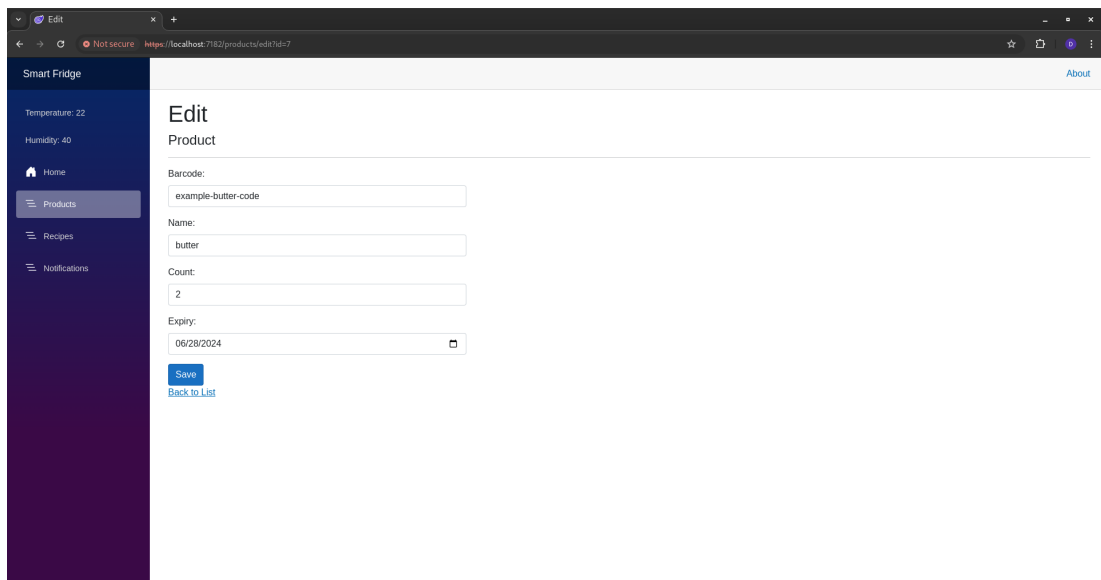 Edit
Not secure https://localhost:7182/products/edit?id=7
D
Smart Fridge
About
Temperature: 22
Humidity: 40
Home
Products
Recipes
Notifications
Edit
Product
Barcode:
example-butter-code
Name:
butter
Count:
2
Expiry:
06/28/2024
Save
Back to List